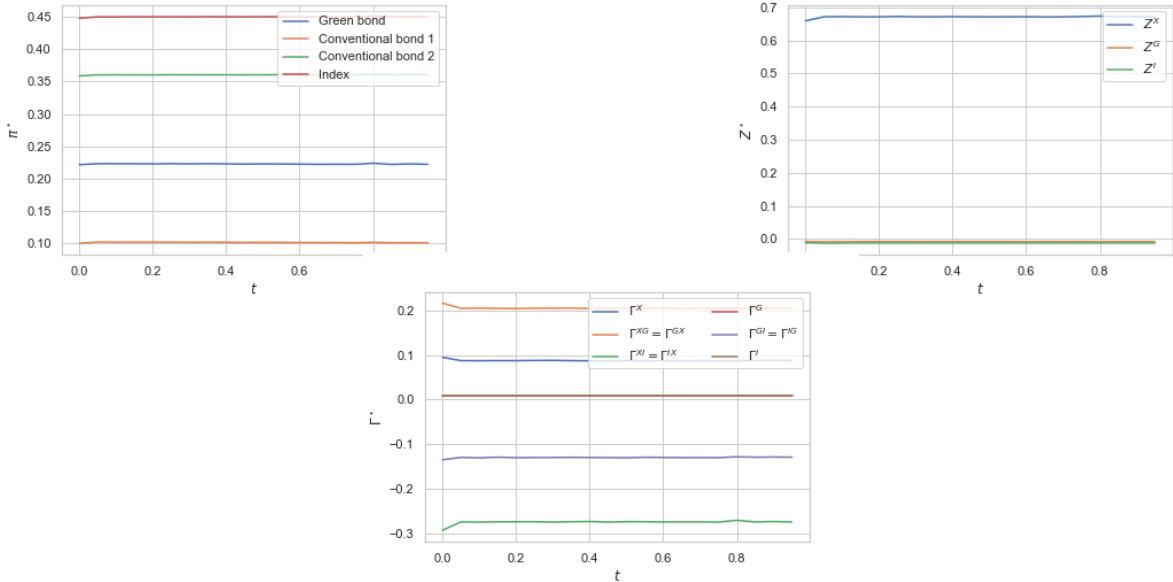 0.45
0.40
0.35
0.30
0.25
0.20
0.15
0.10
π*
0.0 0.2 0.4 0.6
t
Green bond
Conventional bond 1
Conventional bond 2
Index
0.7
0.6
0.5
0.4
0.3
0.2
0.1
0.0
Z*
0.2 0.4 0.6 0.8
t
Z^X
Z^G
Z^I
0.2
0.1
0.0
−0.1
−0.2
−0.3
Γ*
0.0 0.2 0.4 0.6 0.8
t
Γ^X Γ^G
Γ^XG = Γ^GX Γ^GI = Γ^IG
Γ^XI = Γ^IX Γ^I